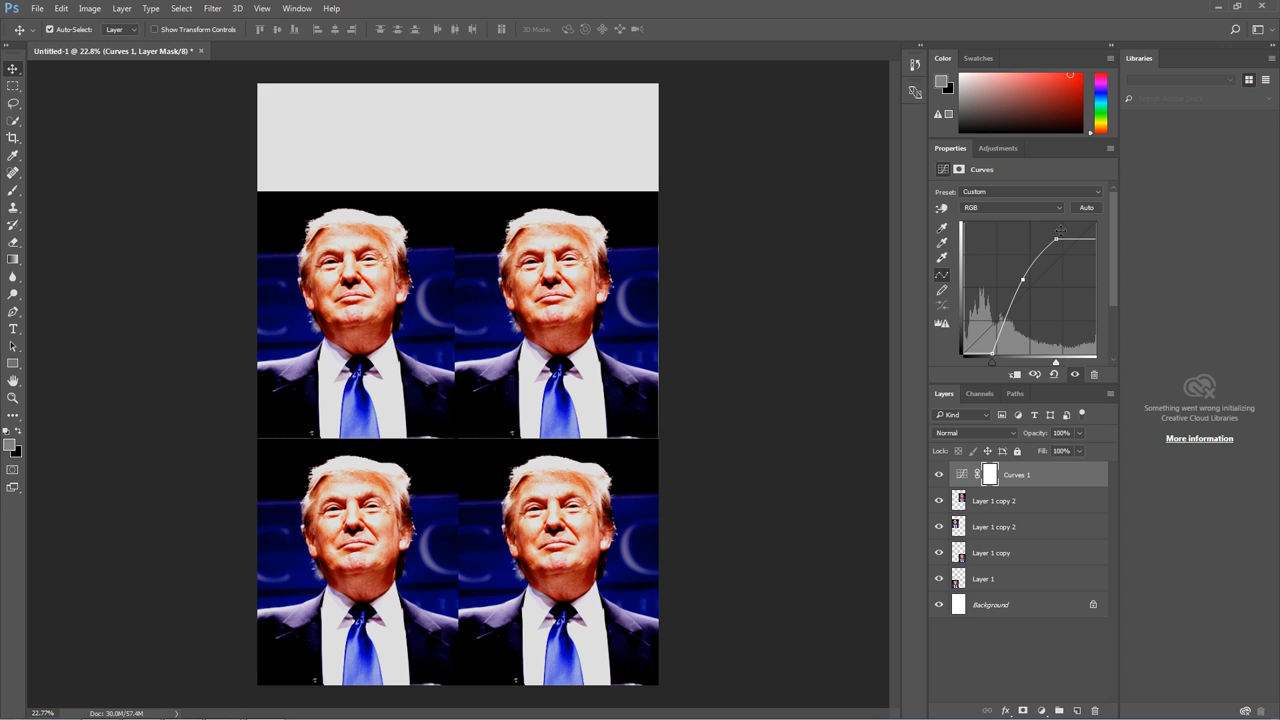 Ps File Edit Image Layer Type Select Filter 3D View Window Help
Auto-Select: Layer Show Transform Controls 3D Mode:
Untitled-1 @ 22.8% (Curves 1, Layer Mask/8) * ×
Color Swatches Libraries
Search Adobe Stock
Properties Adjustments
Curves
Preset: Custom
RGB Auto
Layers Channels Paths
Kind
Normal Opacity: 100%
Lock: Fill: 100%
Curves 1
Layer 1 copy 2
Layer 1 copy 2
Layer 1 copy
Layer 1
Background
Something went wrong initializing
Creative Cloud Libraries
More information
C C
C C
22.77% Doc: 30.0M/57.4M